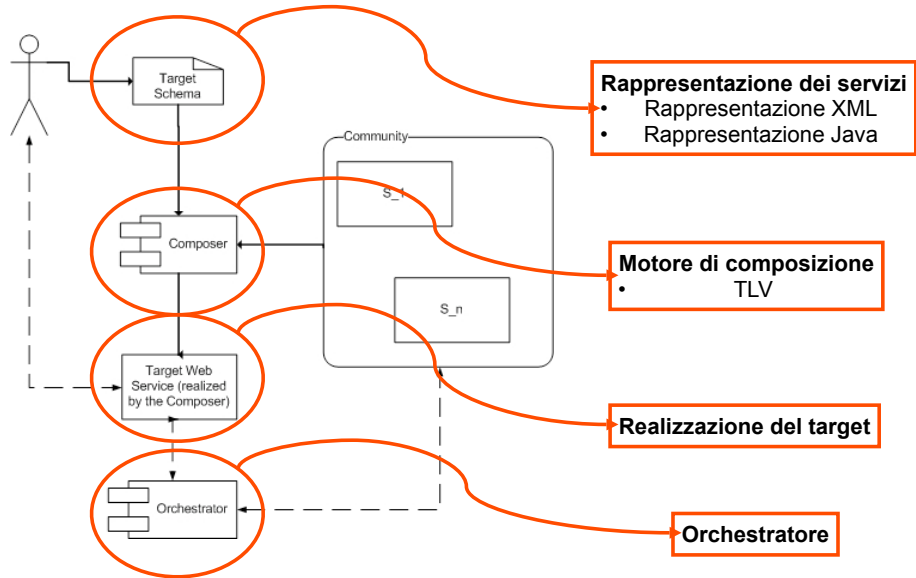 Target
Schema
Rappresentazione dei servizi
• Rappresentazione XML
• Rappresentazione Java
Community
S_1
Composer
Motore di composizione
• TLV
S_n
Target Web
Service (realized
by the Composer)
Realizzazione del target
Orchestrator
Orchestratore